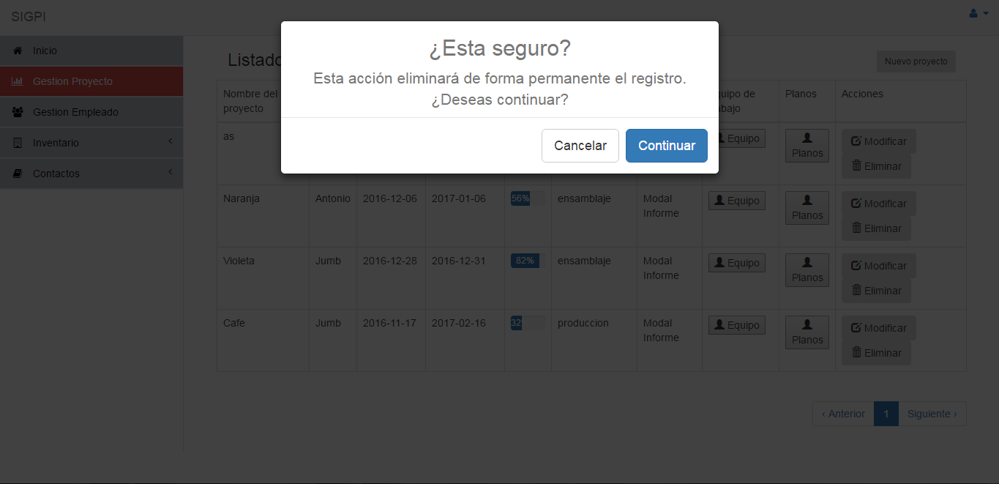 SIGPI
¿Esta seguro?
Esta acción eliminará de forma permanente el registro.
¿Deseas continuar?
Cancelar
Continuar
Inicio
Gestion Proyecto
Gestion Empleado
Inventario
Contactos
Listado
Nuevo proyecto
Nombre del
proyecto
quipo de
abajo
Planos
Acciones
as
Equipo
Planos
Modificar
Eliminar
Naranja
Antonio
2016-12-06
2017-01-06
56%
ensamblaje
Modal
Informe
Equipo
Planos
Modificar
Eliminar
Violeta
Jumb
2016-12-28
2016-12-31
82%
ensamblaje
Modal
Informe
Equipo
Planos
Modificar
Eliminar
Cafe
Jumb
2016-11-17
2017-02-16
32
produccion
Modal
Informe
Equipo
Planos
Modificar
Eliminar
‹ Anterior
1
Siguiente ›